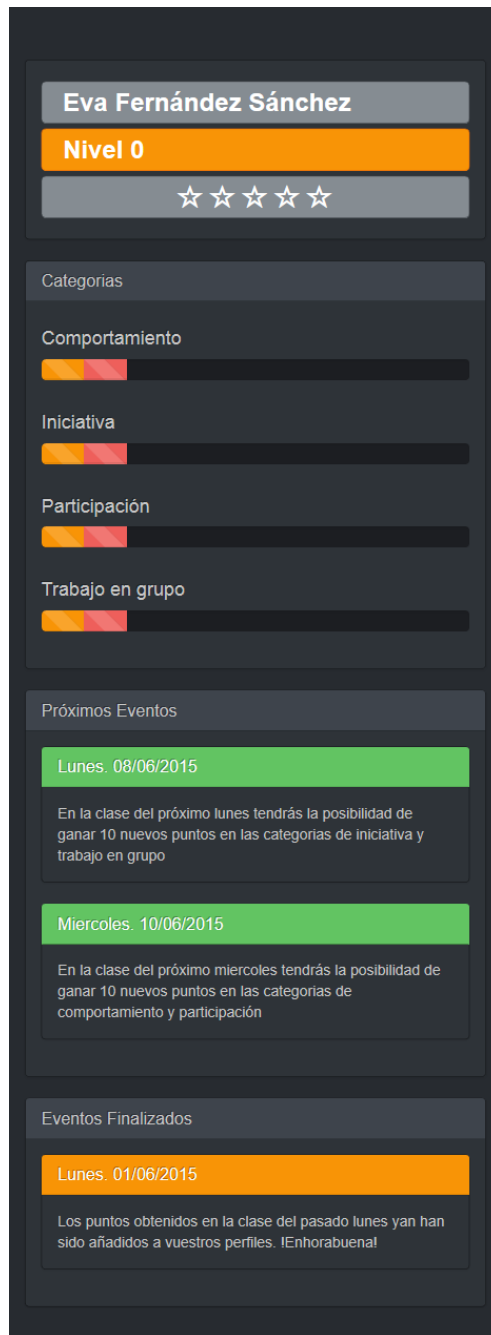 Eva Fernández Sánchez
Nivel 0
Categorias
Comportamiento
Iniciativa
Participación
Trabajo en grupo
Próximos Eventos
Lunes. 08/06/2015
En la clase del próximo lunes tendrás la posibilidad de
ganar 10 nuevos puntos en las categorias de iniciativa y
trabajo en grupo
Miercoles. 10/06/2015
En la clase del próximo miercoles tendrás la posibilidad de
ganar 10 nuevos puntos en las categorias de
comportamiento y participación
Eventos Finalizados
Lunes. 01/06/2015
Los puntos obtenidos en la clase del pasado lunes yan han
sido añadidos a vuestros perfiles. !Enhorabuena!